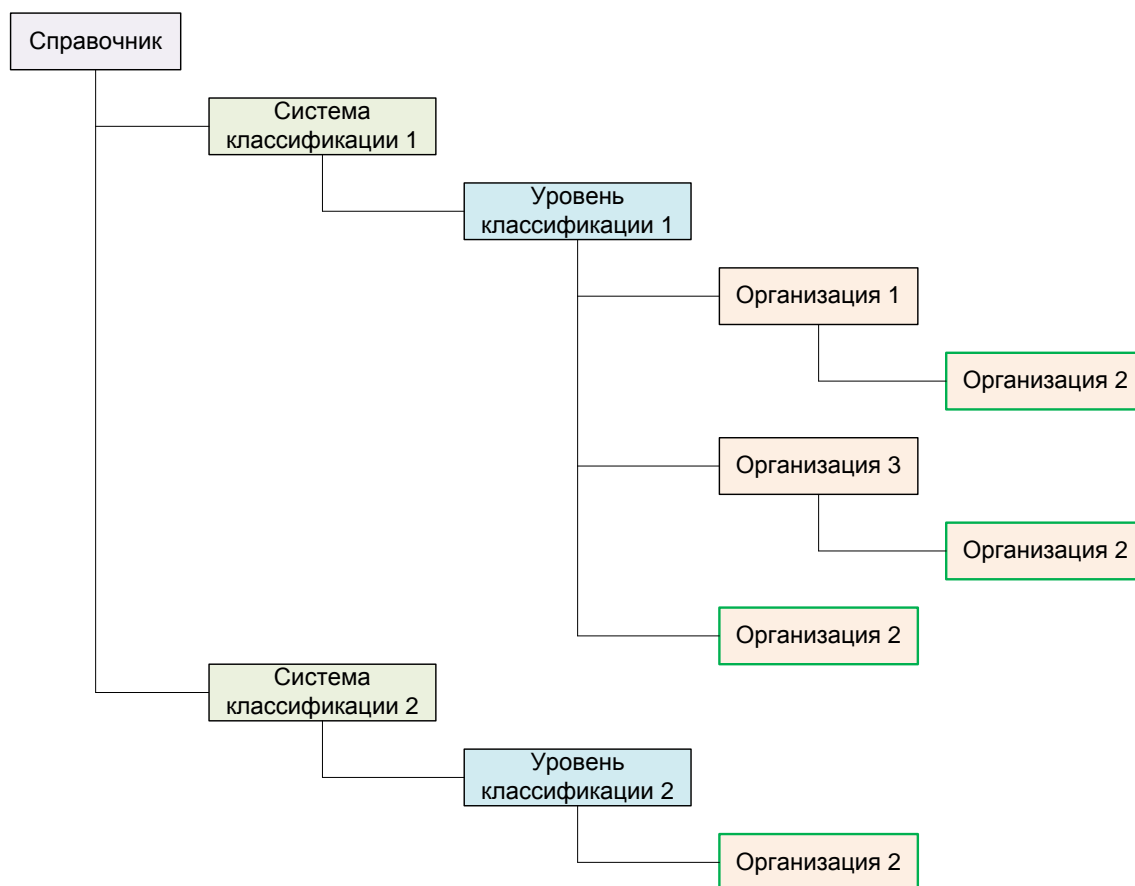 Справочник
Система
классификации 1
Уровень
классификации 1
Организация 1
Организация 2
Организация 3
Организация 2
Организация 2
Система
классификации 2
Уровень
классификации 2
Организация 2